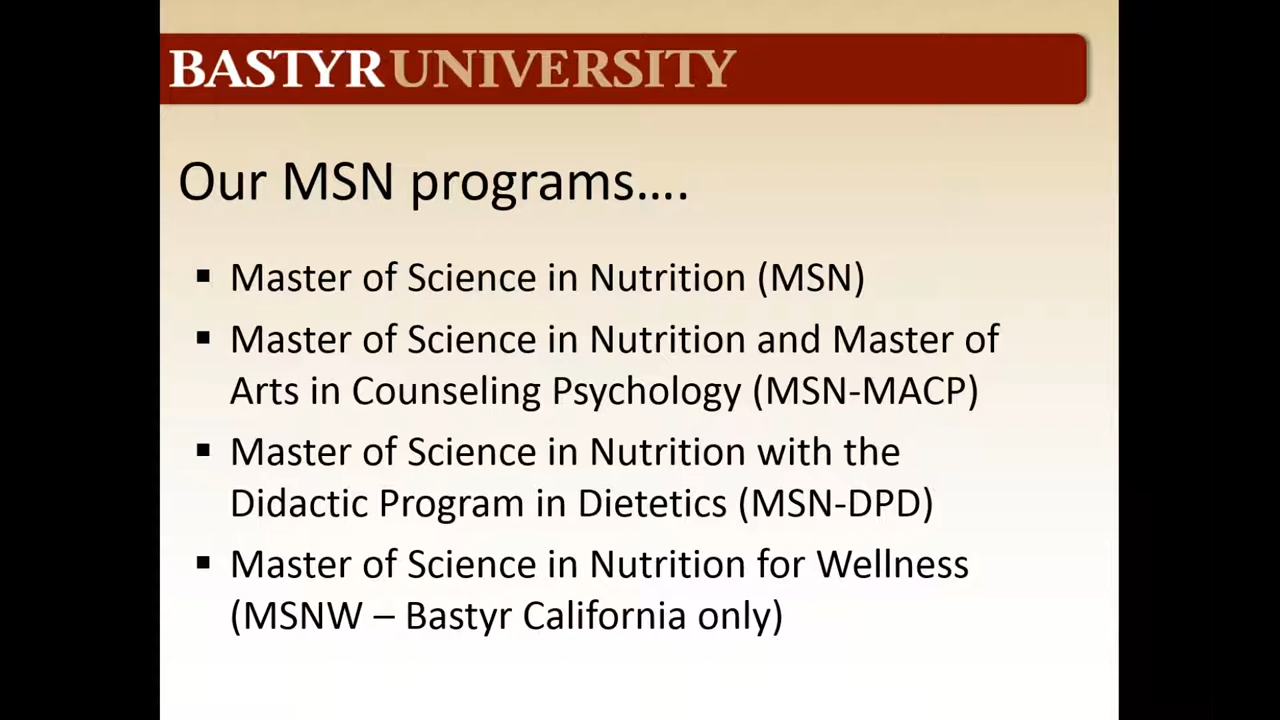 BASTYR UNIVERSITY
Our MSN programs....
▪ Master of Science in Nutrition (MSN)
▪ Master of Science in Nutrition and Master of
Arts in Counseling Psychology (MSN-MACP)
▪ Master of Science in Nutrition with the
Didactic Program in Dietetics (MSN-DPD)
▪ Master of Science in Nutrition for Wellness
(MSNW – Bastyr California only)